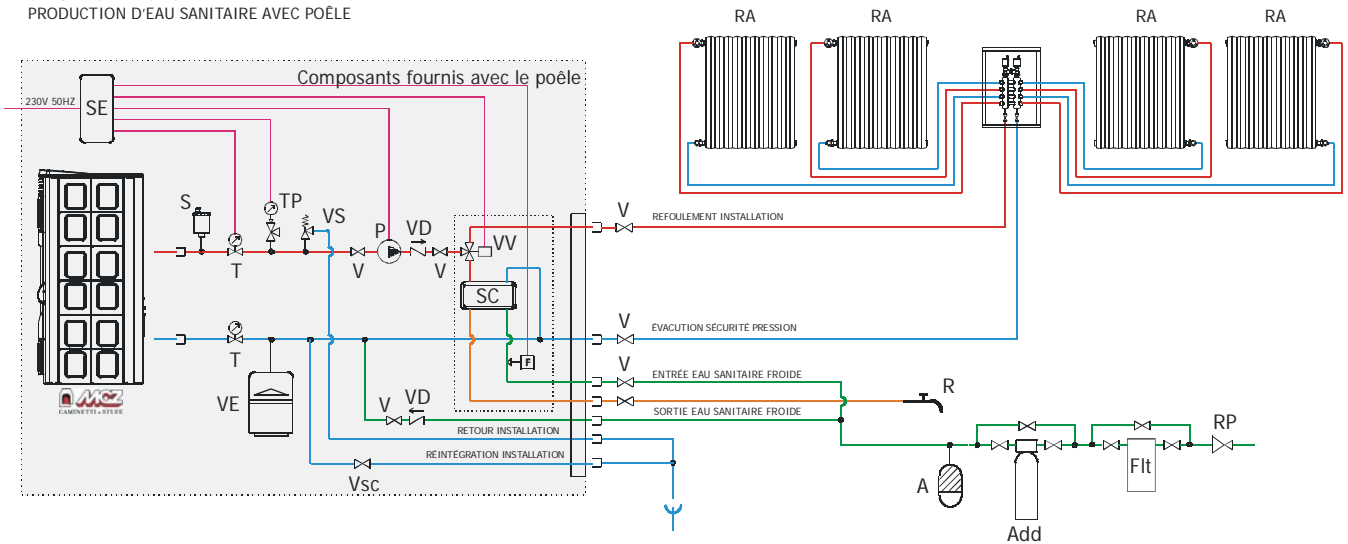 PRODUCTION D'EAU SANITAIRE AVEC POÊLE
RA
RA
RA
RA
Composants fournis avec le poêle
230V 50HZ
SE
S
TP
VS
P
VD
VV
V
REFOULEMENT INSTALLATION
T
V
V
SC
V
ÉVACUTION SÉCURITÉ PRESSION
T
F
V
ENTRÉE EAU SANITAIRE FROIDE
MCZ
CAMINETTI e STUFE
VE
V
VD
R
SORTIE EAU SANITAIRE FROIDE
RETOUR INSTALLATION
RÉINTÉGRATION INSTALLATION
Vsc
RP
Flt
A
Add